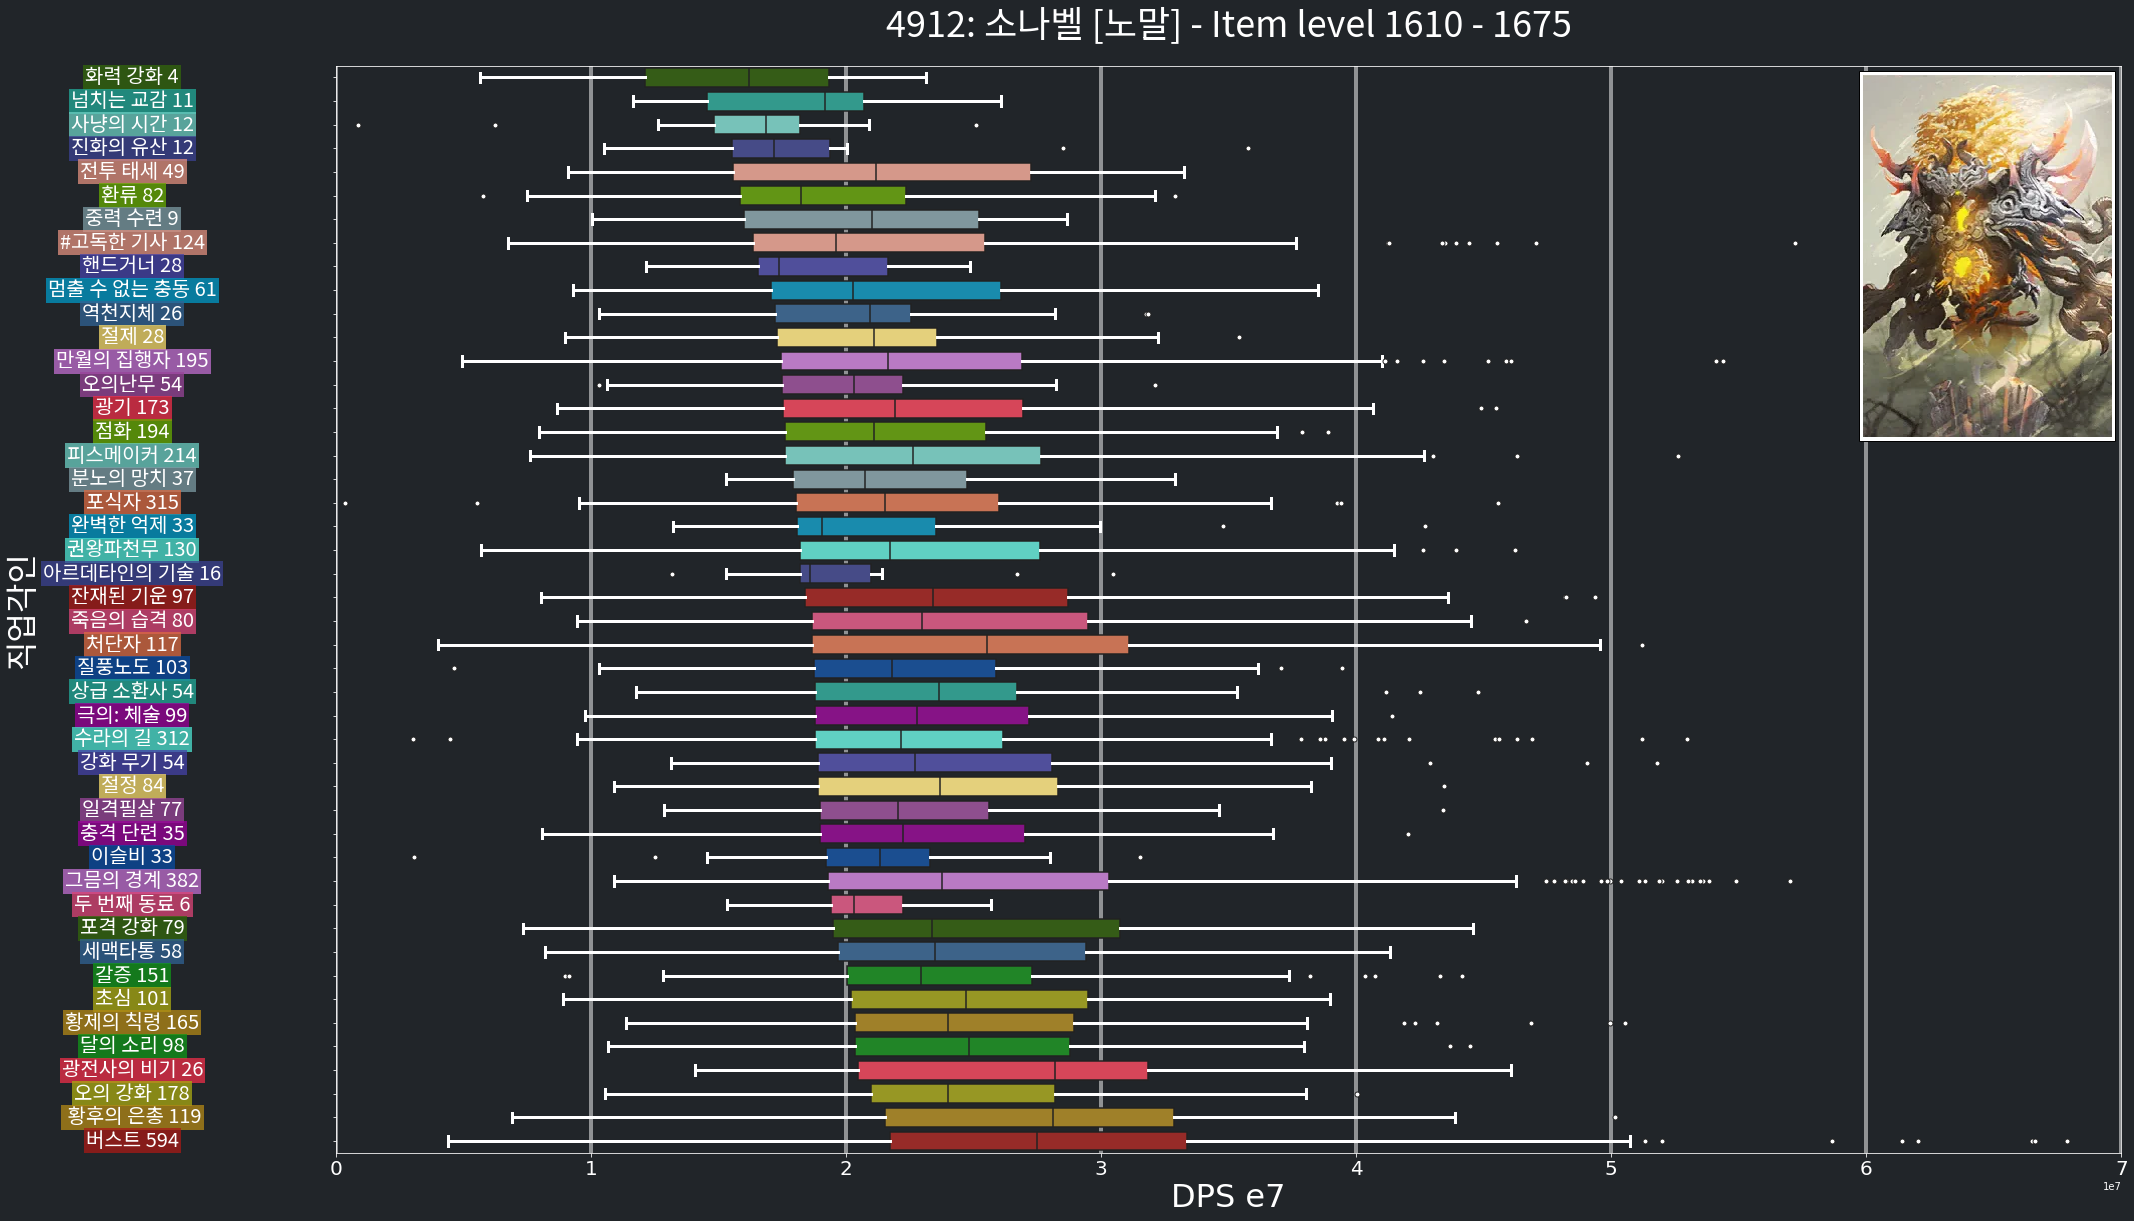 4912: 소나벨 [노말] - Item level 1610 - 1675
직업각인
화력 강화 4
넘치는 교감 11
사냥의 시간 12
진화의 유산 12
전투 태세 49
환류 82
중력 수련 9
#고독한 기사 124
핸드거너 28
멈출 수 없는 충동 61
역천지체 26
절제 28
만월의 집행자 195
오의난무 54
광기 173
점화 194
피스메이커 214
분노의 망치 37
포식자 315
완벽한 억제 33
권왕파천무 130
아르데타인의 기술 16
잔재된 기운 97
죽음의 습격 80
처단자 117
질풍노도 103
상급 소환사 54
극의: 체술 99
수라의 길 312
강화 무기 54
절정 84
일격필살 77
충격 단련 35
이슬비 33
그믐의 경계 382
두 번째 동료 6
포격 강화 79
세맥타통 58
갈증 151
초심 101
황제의 칙령 165
달의 소리 98
광전사의 비기 26
오의 강화 178
황후의 은총 119
버스트 594
0 1 2 3 4 5 6 7
1e7
DPS e7